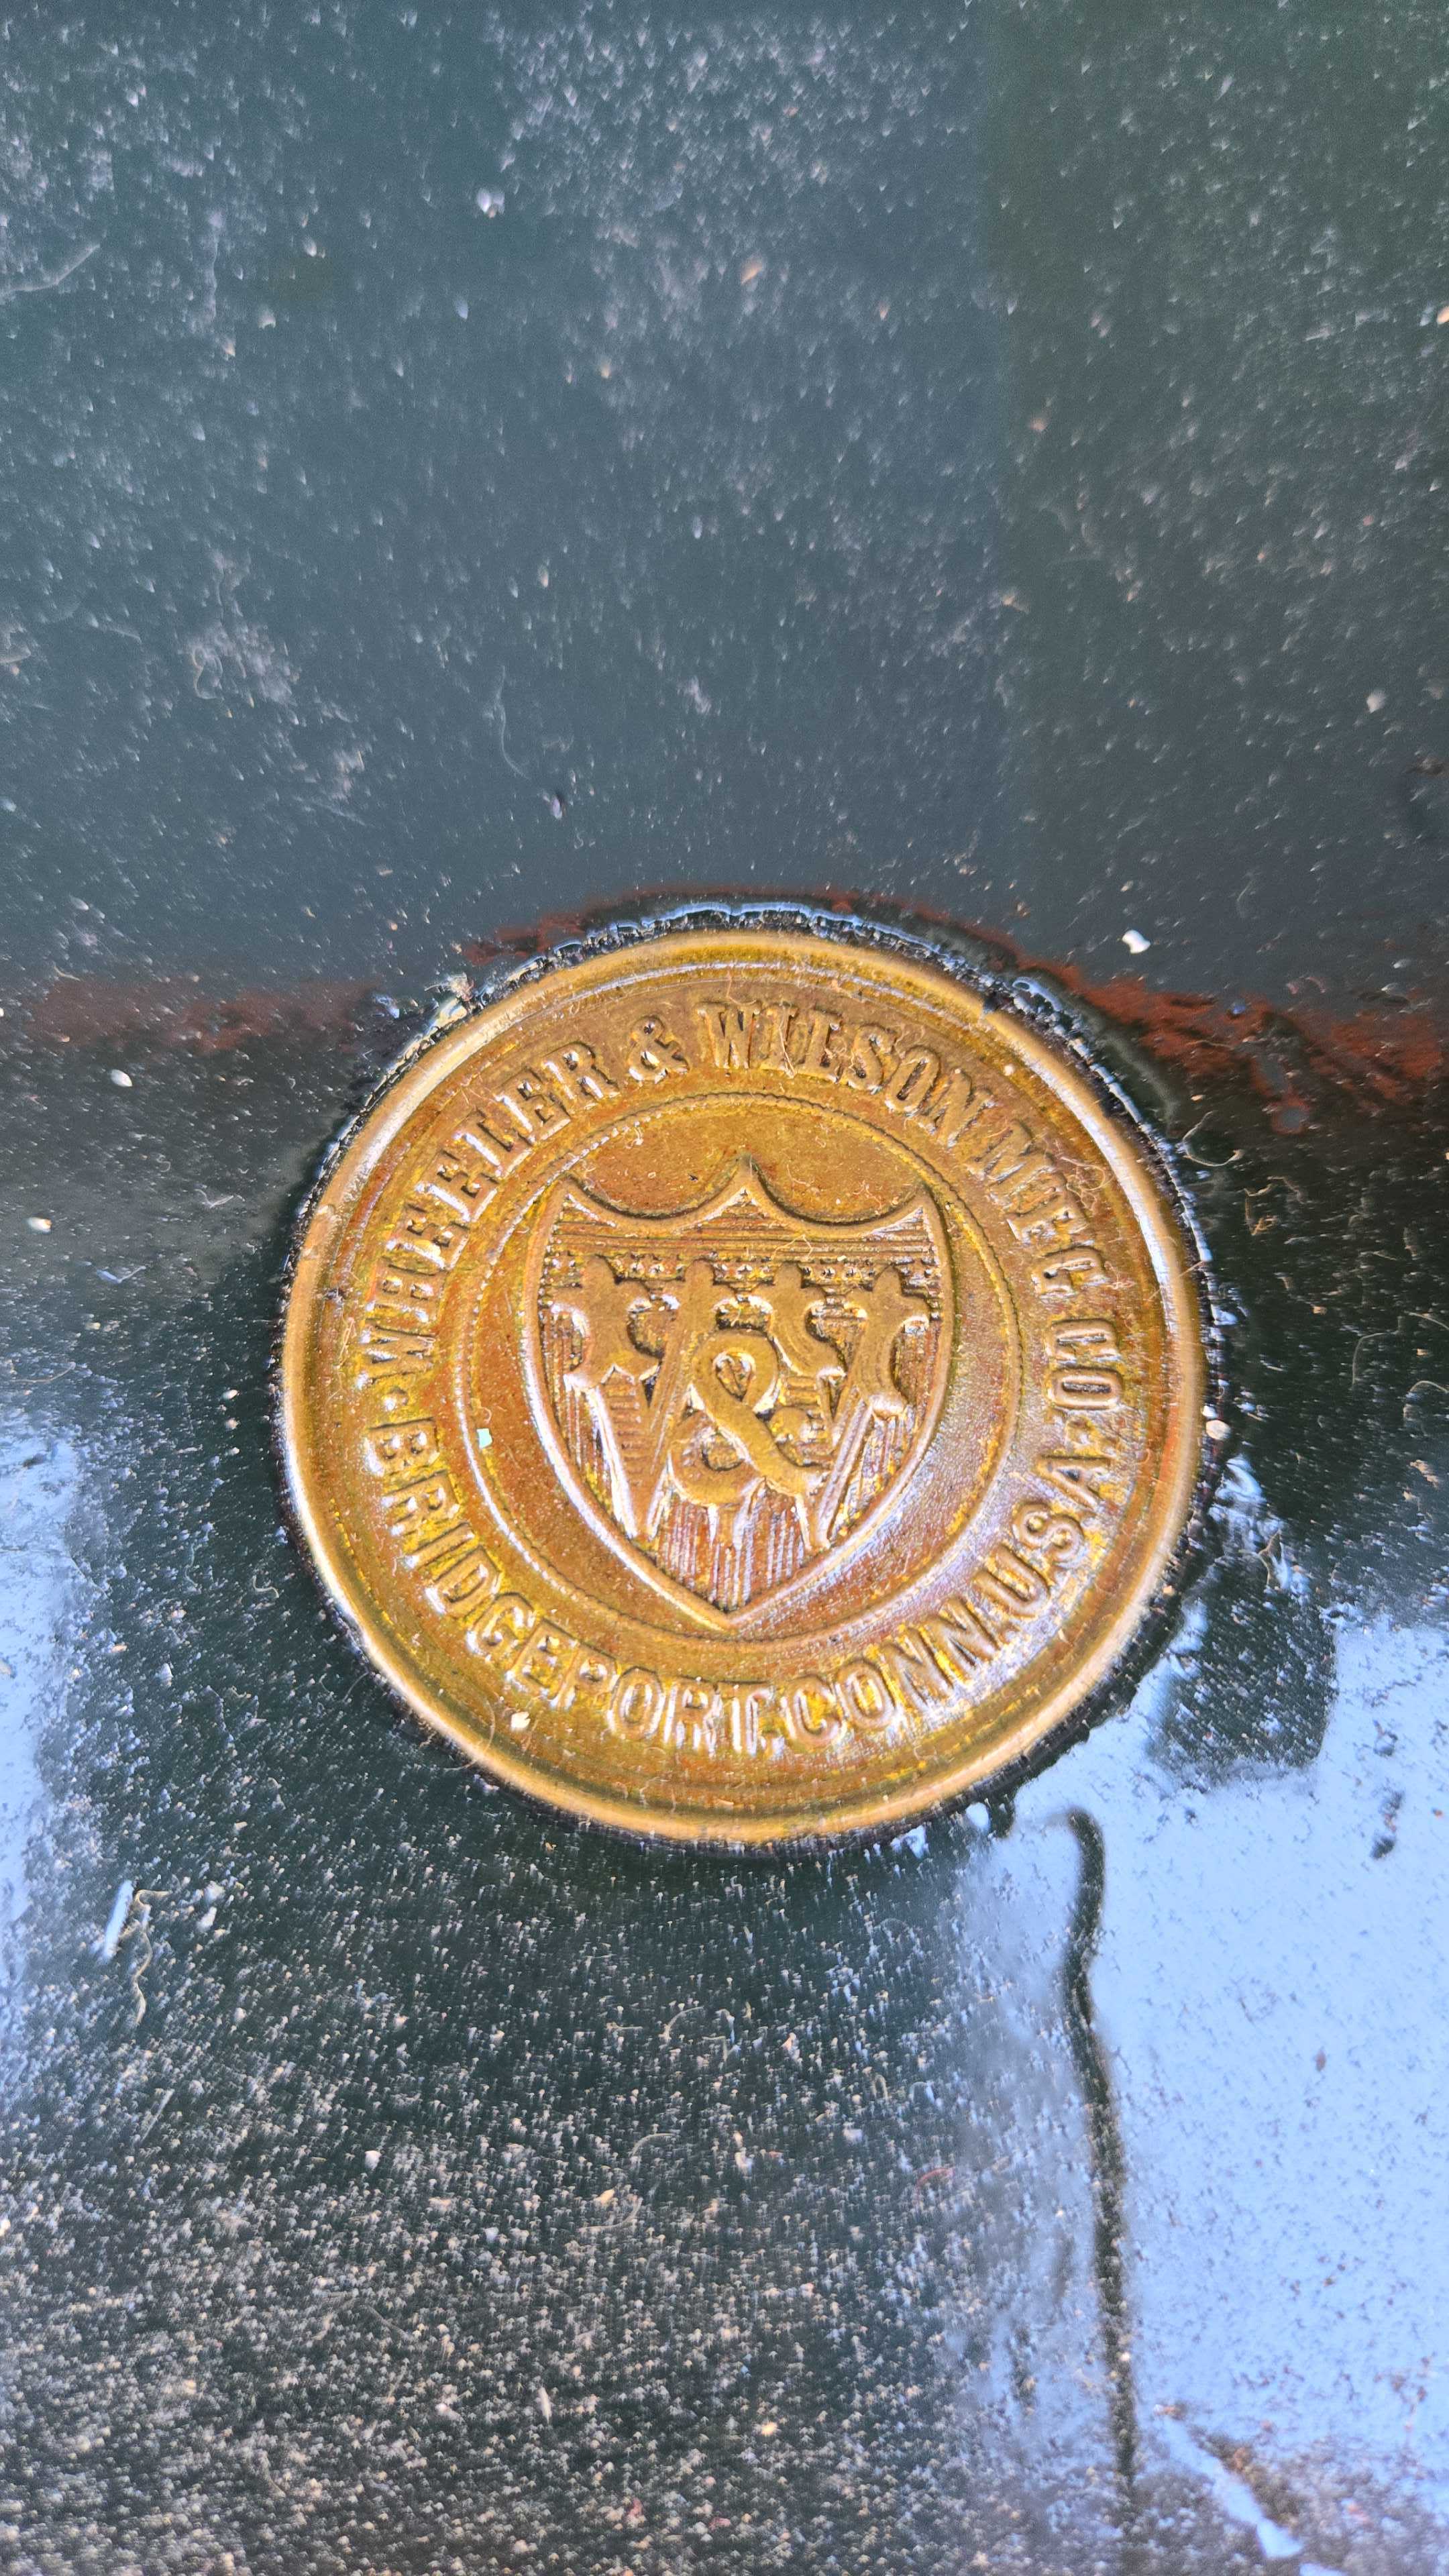 WHEELER & WILSON MFG CO
BRIDGEPORT. CONN. U.S.A.
W&W